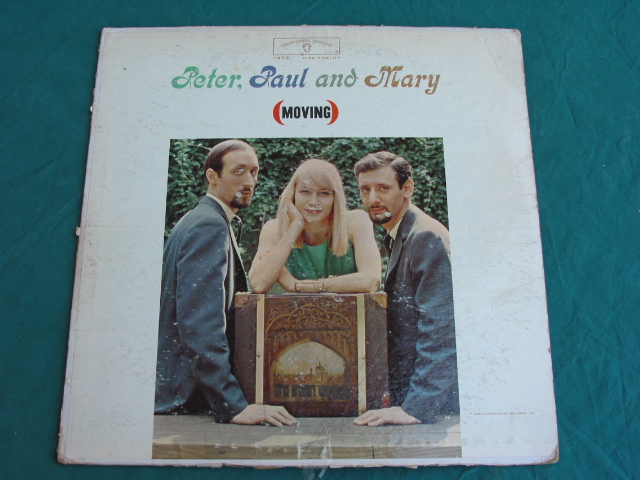 Peter, Paul and Mary
(MOVING)